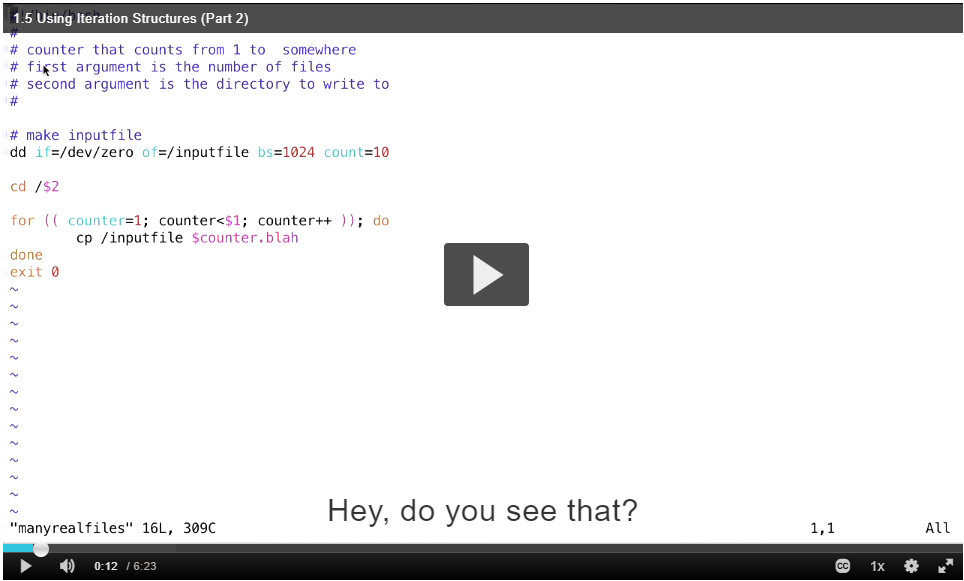 1.5 Using Iteration Structures (Part 2)
#
# counter that counts from 1 to  somewhere
# first argument is the number of files
# second argument is the directory to write to
#
# make inputfile
dd if=/dev/zero of=/inputfile bs=1024 count=10
cd /$2
for (( counter=1; counter<$1; counter++ )); do
        cp /inputfile $counter.blah
done
exit 0
~
~
~
~
~
~
~
~
~
~
~
~
~
~
Hey, do you see that?
"manyrealfiles" 16L, 309C 1,1 All
0:12 / 6:23 CC 1x